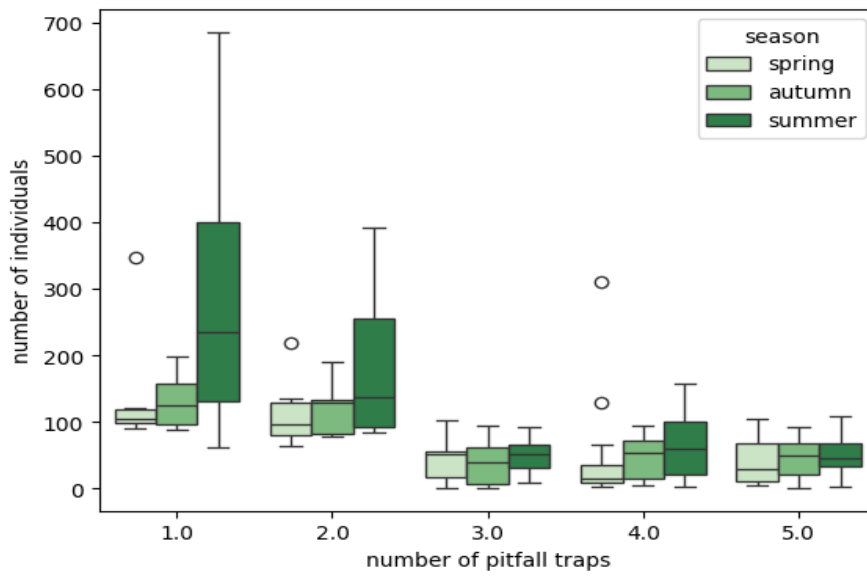 700
600
500
400
300
200
100
0
number of individuals
season
spring
autumn
summer
1.0 2.0 3.0 4.0 5.0
number of pitfall traps